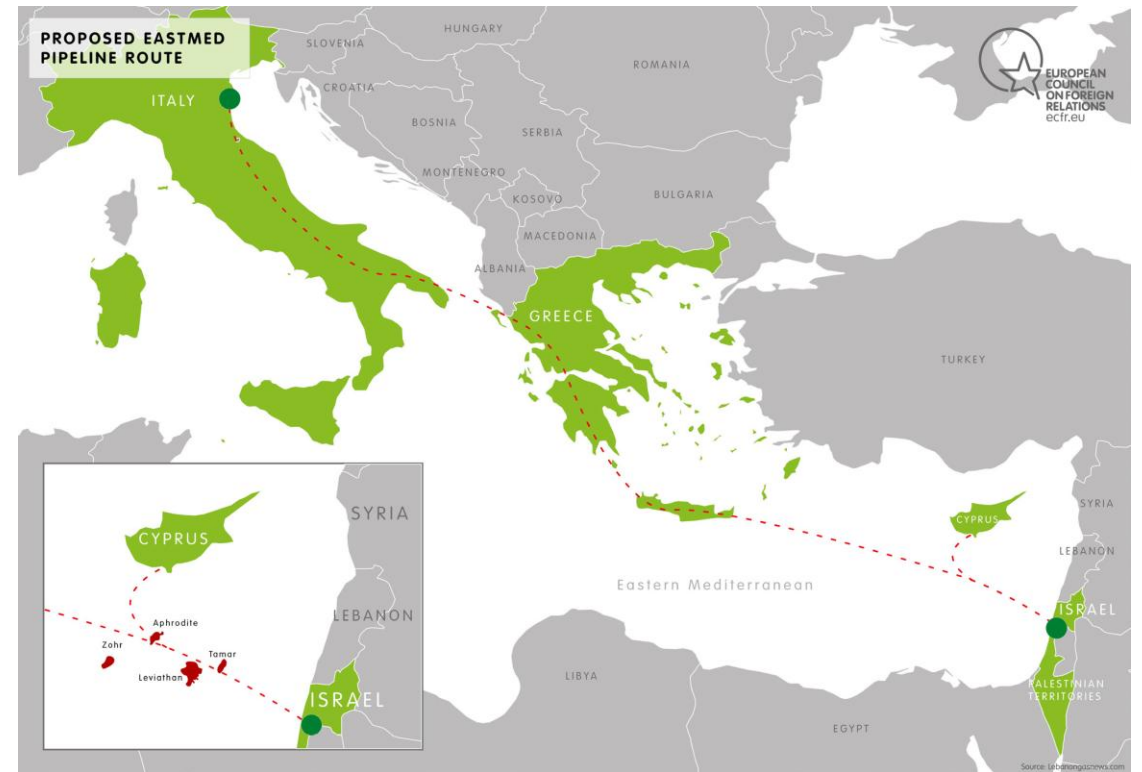 PROPOSED EASTMED
PIPELINE ROUTE
EUROPEAN
COUNCIL
ON FOREIGN
RELATIONS
ecfr.eu
HUNGARY
SLOVENIA
ROMANIA
CROATIA
ITALY
BOSNIA
SERBIA
MONTENEGRO
BULGARIA
KOSOVO
MACEDONIA
ALBANIA
GREECE
TURKEY
SYRIA
CYPRUS
LEBANON
Eastern Mediterranean
ISRAEL
LIBYA
PALESTINIAN
TERRITORIES
EGYPT
SYRIA
CYPRUS
LEBANON
Aphrodite
Zohr
Tamar
Leviathan
ISRAEL
Source: Lebanongasnews.com